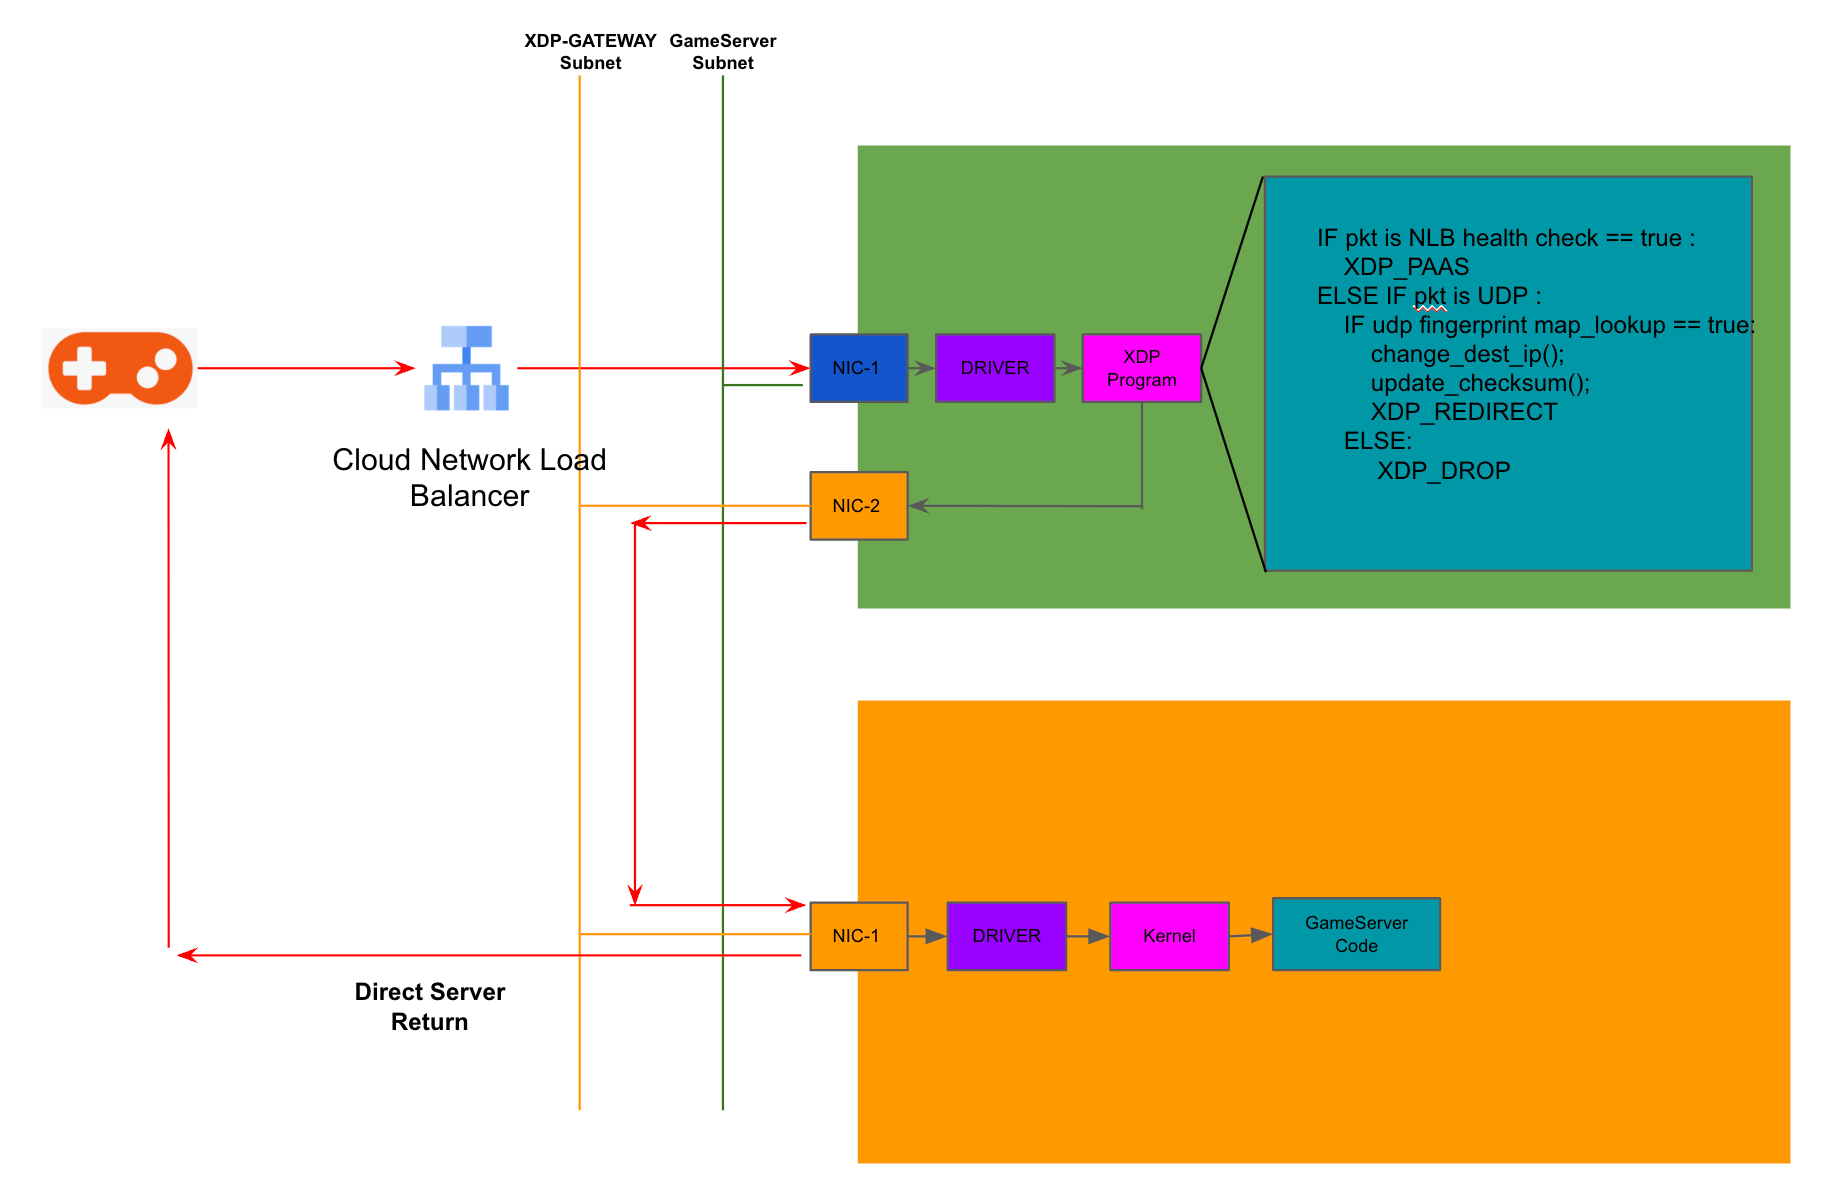 XDP-GATEWAY
Subnet
GameServer
Subnet
IF pkt is NLB health check == true :
XDP_PAAS
ELSE IF pkt is UDP :
IF udp fingerprint map_lookup == true:
change_dest_ip();
update_checksum();
XDP_REDIRECT
ELSE:
XDP_DROP
NIC-1
DRIVER
XDP
Program
Cloud Network Load
Balancer
NIC-2
NIC-1
DRIVER
Kernel
GameServer
Code
Direct Server
Return